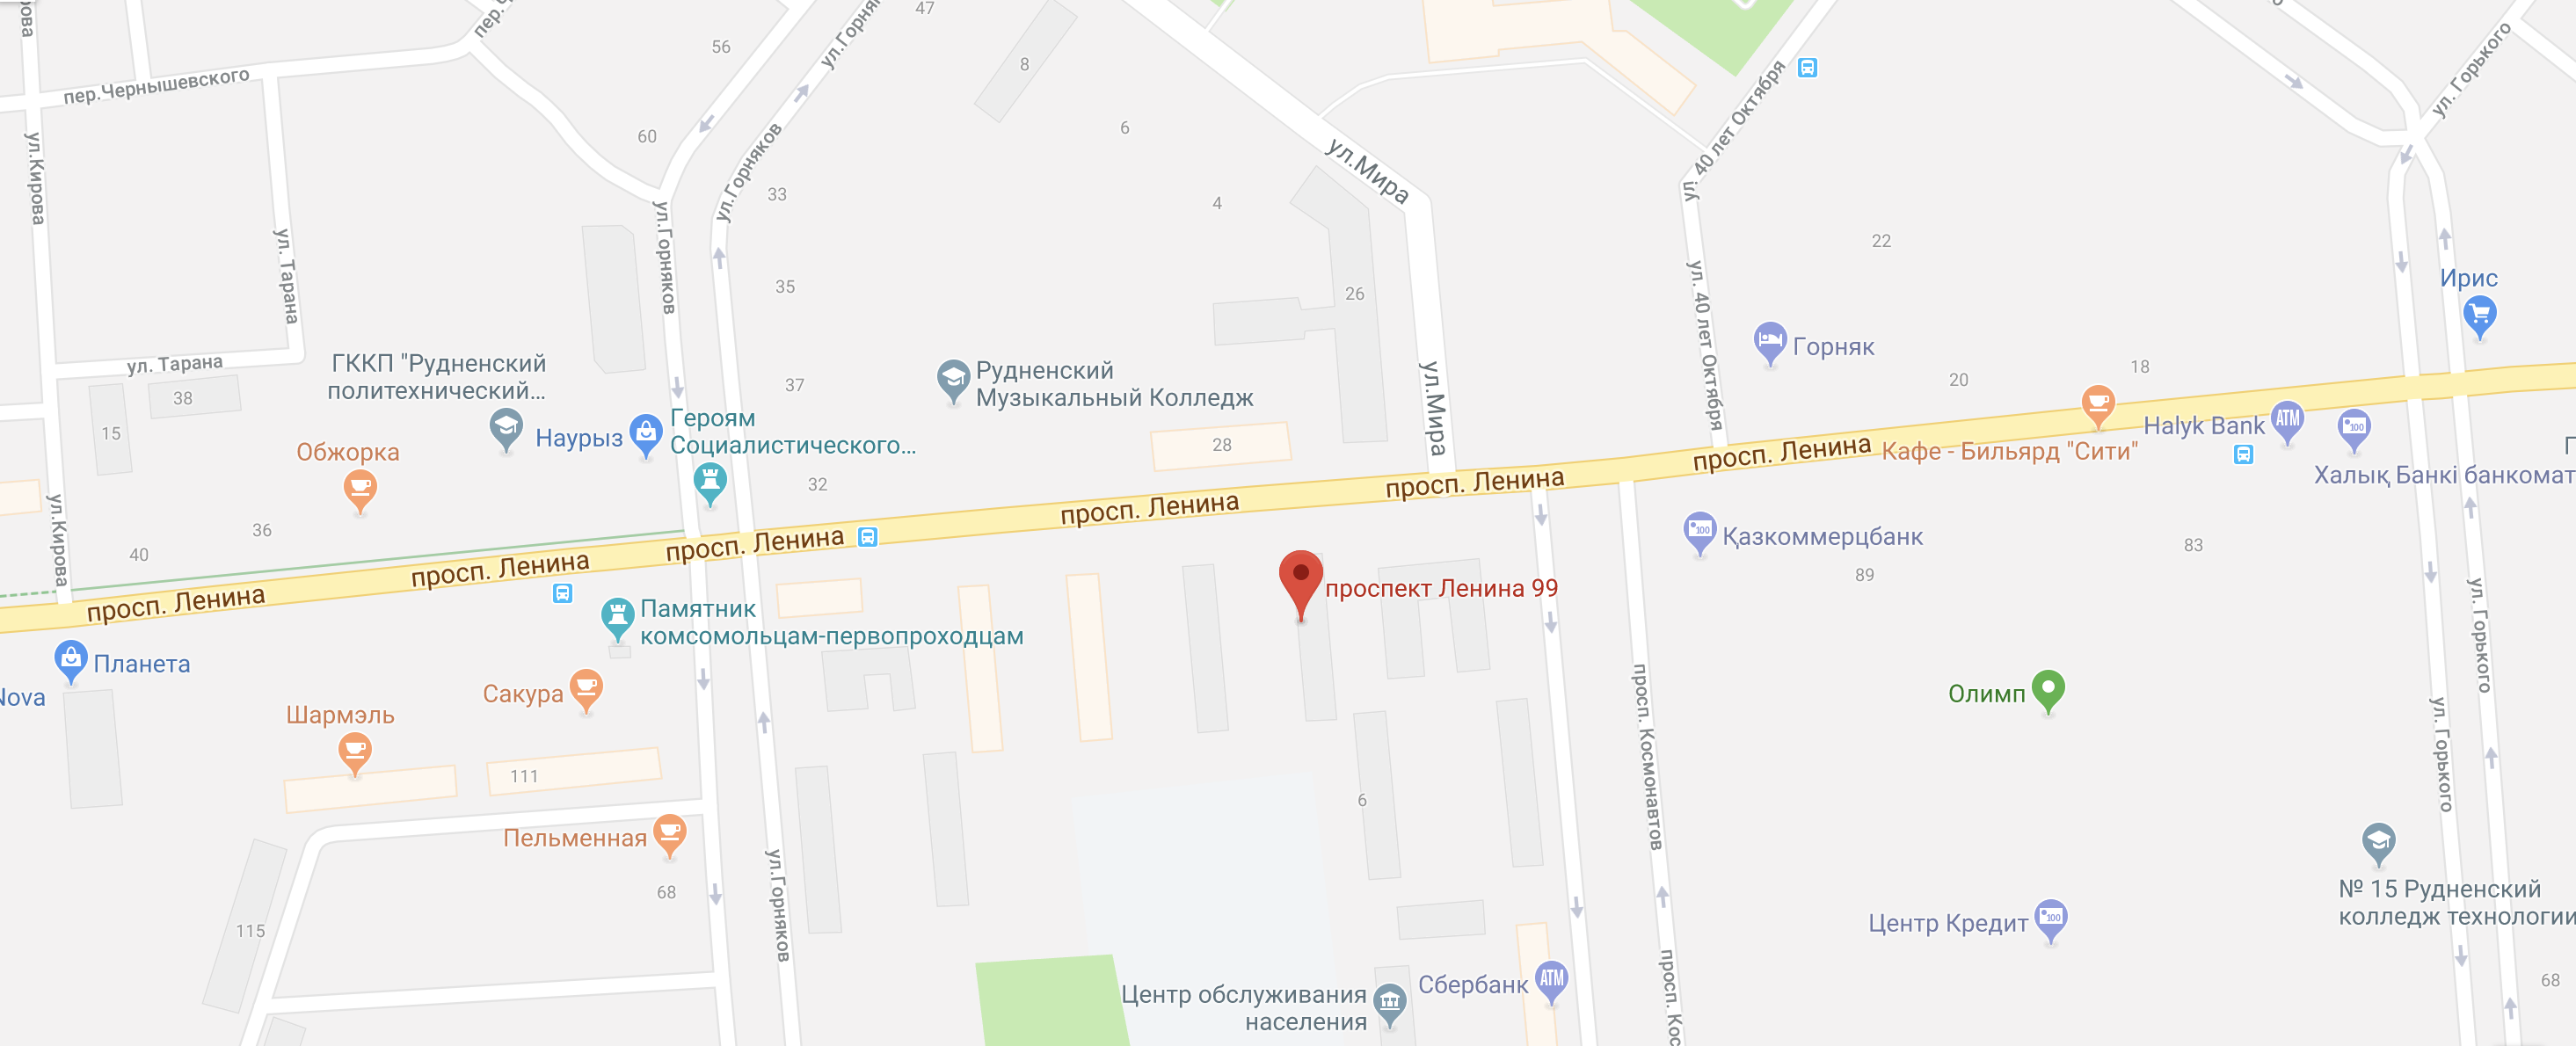 рова
пер.
47
ул.Горняков
56
8
ул. Горького
пер.Чернышевского
ул. 40 лет Октября
60
6
ул.Кирова
ул.Горняков
ул.Мира
33
4
ул.Горняков
22
ул. Тарана
35
26
Ирис
ул. 40 лет Октября
Горняк
ул. Тарана
ГККП "Рудненский
политехнический...
Рудненский
Музыкальный Колледж
37
38
20
18
ул.Мира
15
Обжорка
Наурыз
Героям
Социалистического...
28
Halyk Bank
Кафе - Бильярд "Сити"
просп. Ленина
Халық Банкі банкомат
32
просп. Ленина
просп. Ленина
36
40
ул.Кирова
просп. Ленина
просп. Ленина
просп. Ленина
Қазкоммерцбанк
83
89
проспект Ленина 99
Памятник
комсомольцам-первопроходцам
ул. Горького
Планета
Nova
Сакура
Шармэль
Олимп
просп. Космонавтов
ул. Горького
111
6
Пельменная
68
ул.Горняков
№ 15 Рудненский
колледж технологии
115
Центр Кредит
Сбербанк
68
Центр обслуживания
населения
просп. Кос